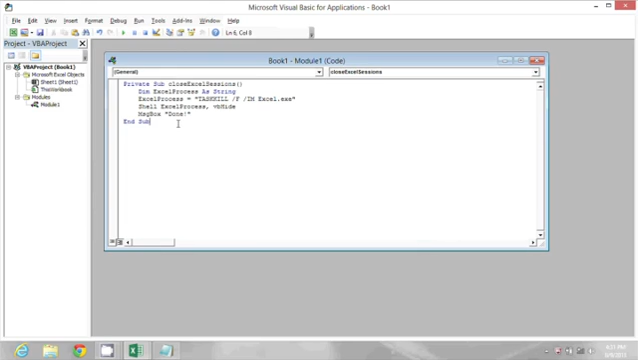 Microsoft Visual Basic for Applications - Book1
File Edit View Insert Format Debug Run Tools Add-Ins Window Help
Ln 6, Col 8
Project - VBAProject
VBAProject (Book1)
Microsoft Excel Objects
Sheet1 (Sheet1)
ThisWorkbook
Modules
Module1
Book1 - Module1 (Code)
(General)
closeExcelSessions
Private Sub closeExcelSessions()
Dim ExcelProcess As String
ExcelProcess = "TASKKILL /F /IM Excel.exe"
Shell ExcelProcess, vbHide
MsgBox "Done!"
End Sub
4:51 PM